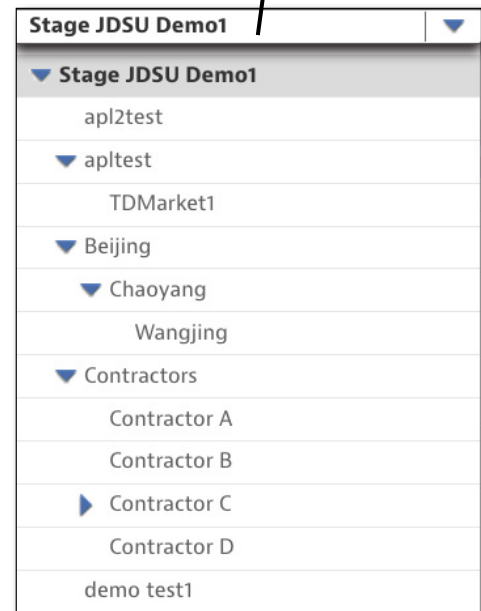 Stage JDSU Demo1
Stage JDSU Demo1
apl2test
apltest
TDMarket1
Beijing
Chaoyang
Wangjing
Contractors
Contractor A
Contractor B
Contractor C
Contractor D
demo test1